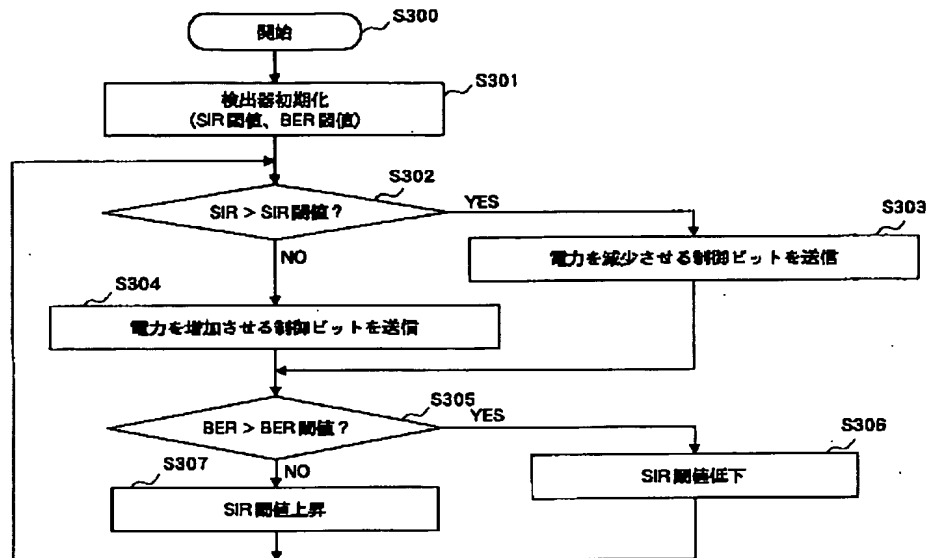 開始
S300
検出器初期化
(SIR閾値、BER閾値)
S301
SIR > SIR閾値?
S302
YES
NO
電力を減少させる制御ビットを送信
S303
S304
電力を増加させる制御ビットを送信
BER > BER閾値?
S305
YES
NO
S306
SIR閾値低下
S307
SIR閾値上昇